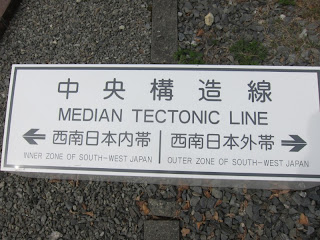 中央構造線
MEDIAN TECTONIC LINE
← 西南日本内帯 | 西南日本外帯 →
INNER ZONE OF SOUTH-WEST JAPAN | OUTER ZONE OF SOUTH-WEST JAPAN